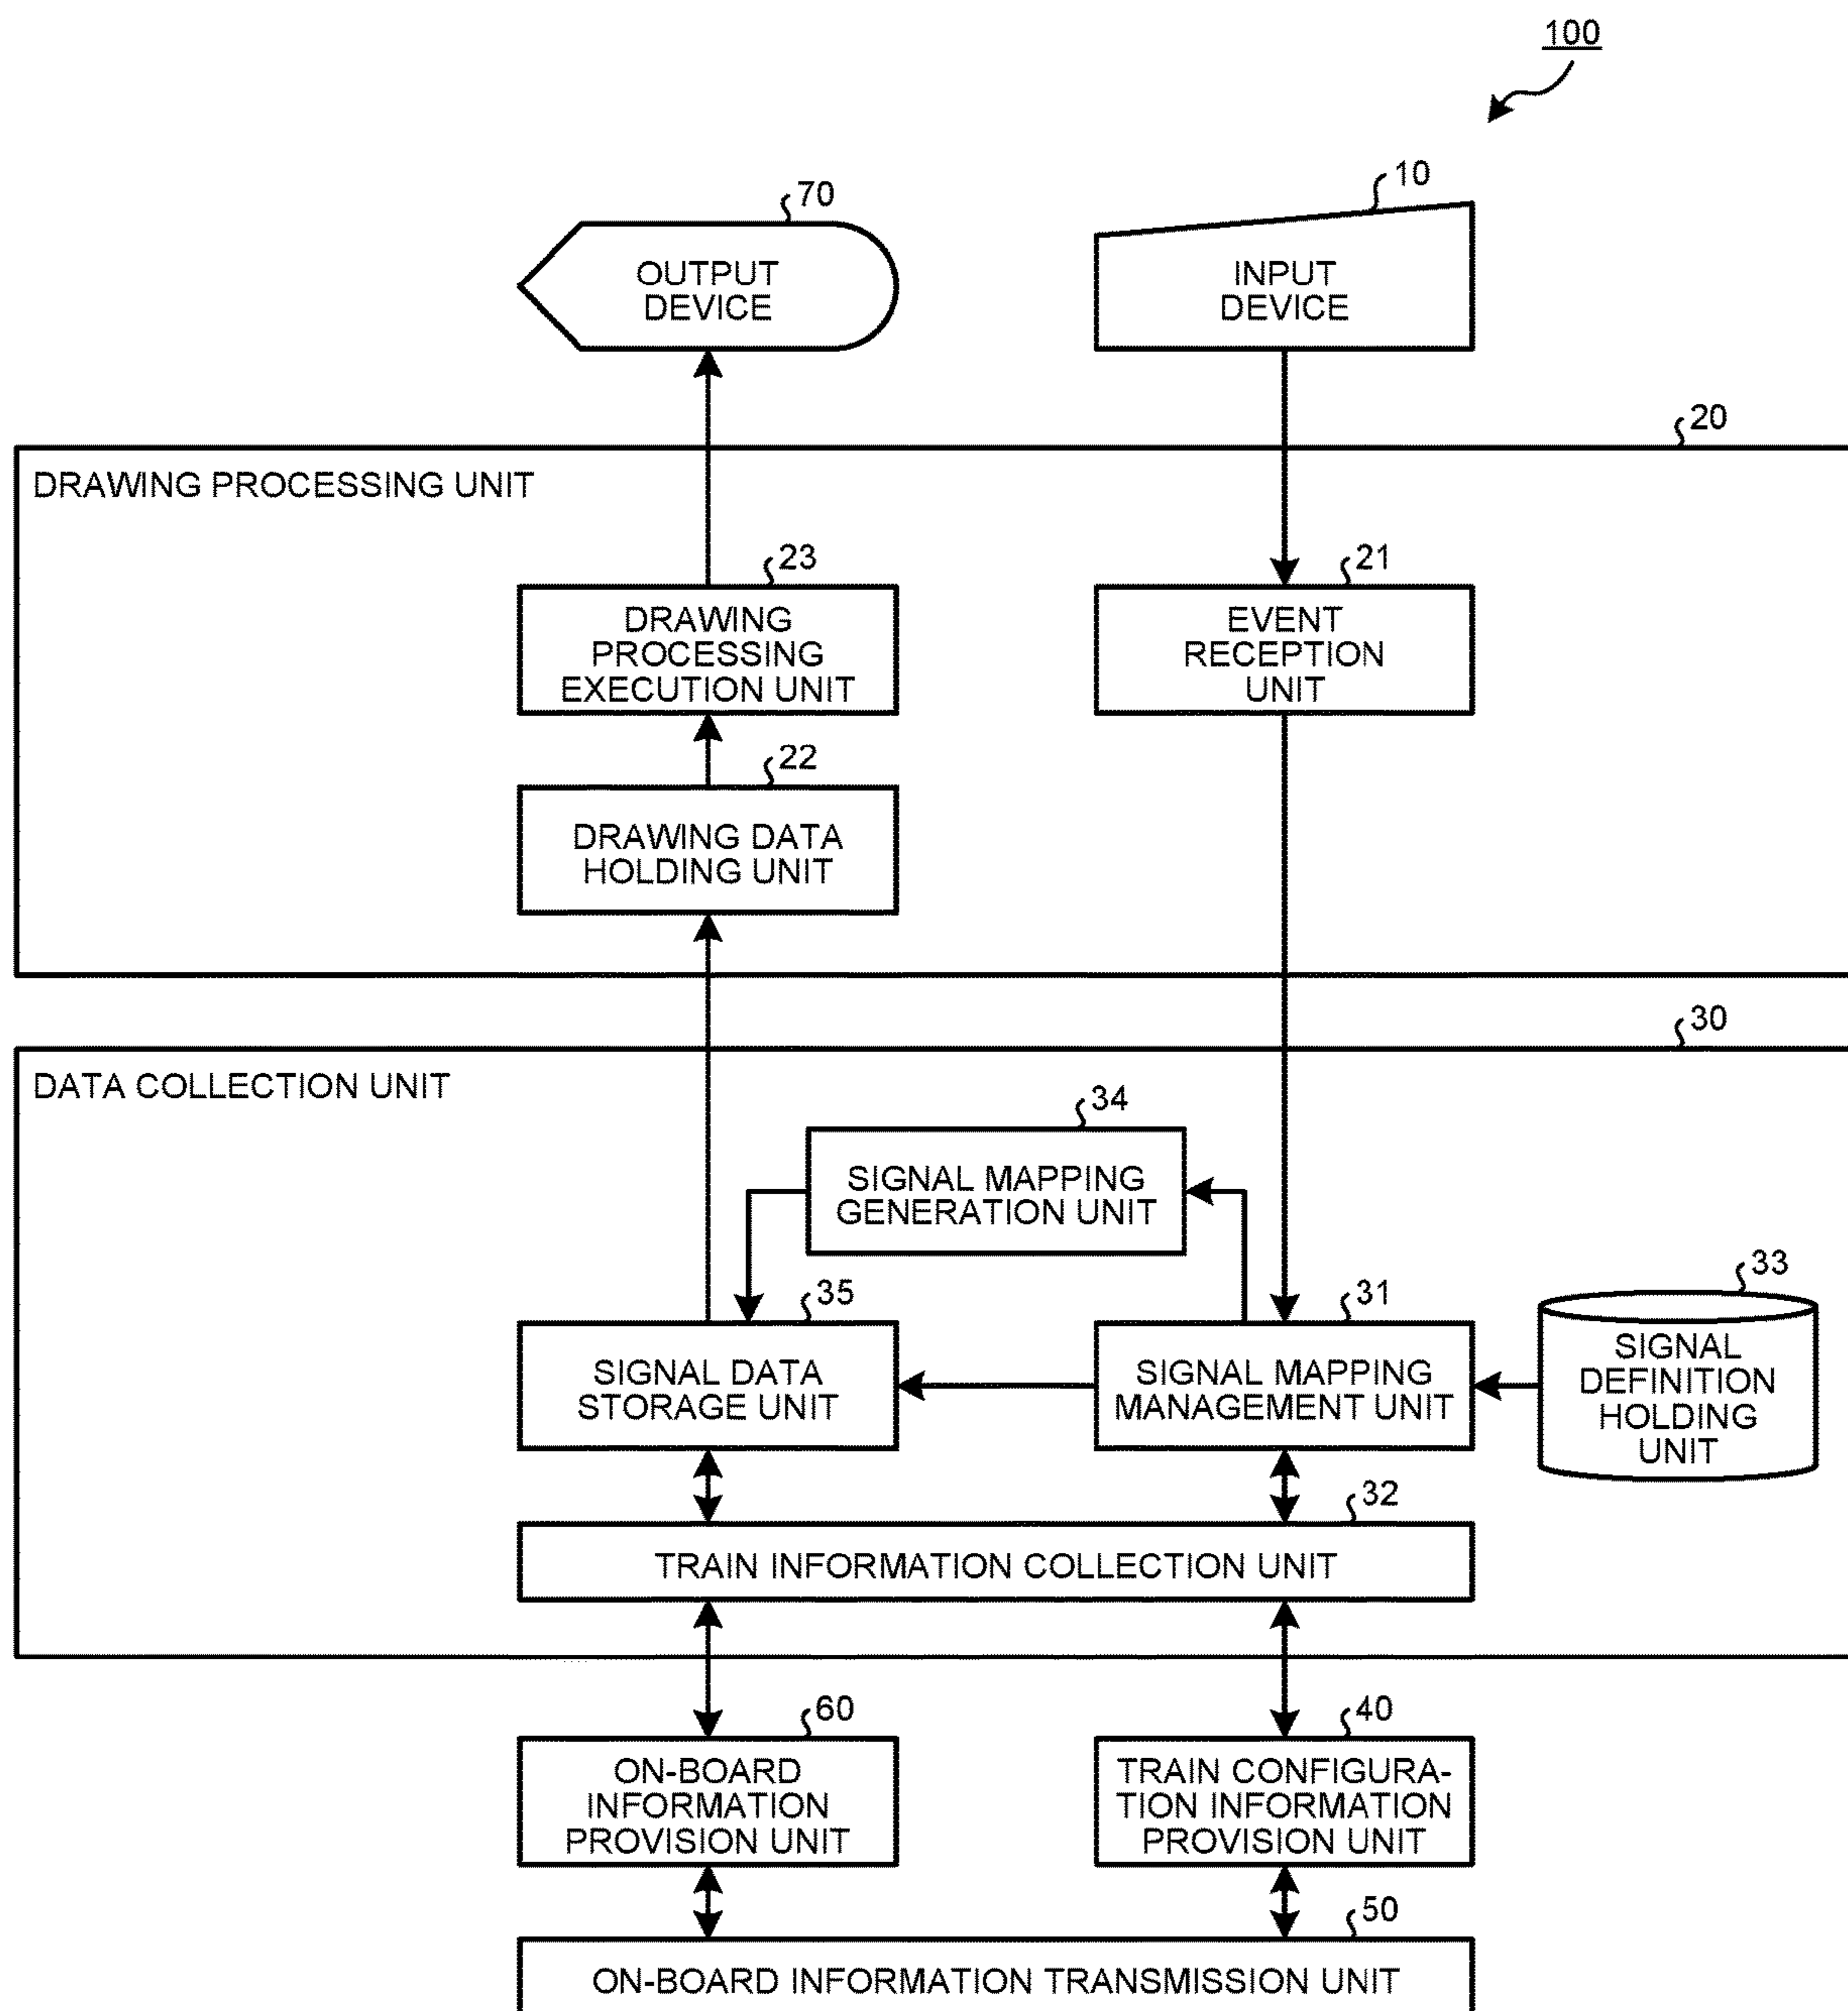 100
70
10
OUTPUT
DEVICE
INPUT
DEVICE
20
DRAWING PROCESSING UNIT
23
21
DRAWING
PROCESSING
EXECUTION UNIT
EVENT
RECEPTION
UNIT
22
DRAWING DATA
HOLDING UNIT
30
DATA COLLECTION UNIT
34
SIGNAL MAPPING
GENERATION UNIT
35
31
33
SIGNAL DATA
STORAGE UNIT
SIGNAL MAPPING
MANAGEMENT UNIT
SIGNAL
DEFINITION
HOLDING
UNIT
32
TRAIN INFORMATION COLLECTION UNIT
60
40
ON-BOARD
INFORMATION
PROVISION UNIT
TRAIN CONFIGURA-
TION INFORMATION
PROVISION UNIT
50
ON-BOARD INFORMATION TRANSMISSION UNIT